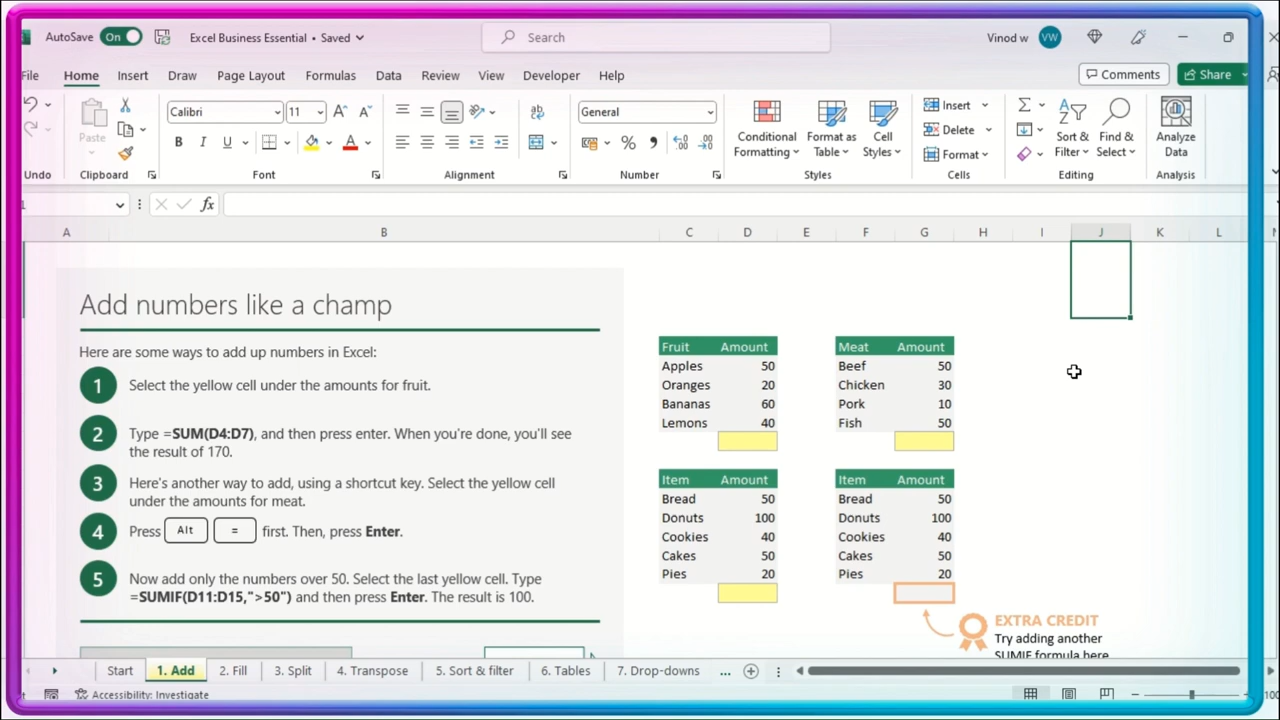 AutoSave On Excel Business Essential • Saved Search Vinod w VW
File Home Insert Draw Page Layout Formulas Data Review View Developer Help Comments Share
Calibri 11 General Insert
Paste B I U A Conditional Formatting Format as Table Cell Styles Delete Sort & Filter Find & Select Analyze Data
Format
Undo Clipboard Font Alignment Number Styles Cells Editing Analysis
fx
A B C D E F G H I J K L
Add numbers like a champ
Here are some ways to add up numbers in Excel:
1 Select the yellow cell under the amounts for fruit.
2 Type =SUM(D4:D7), and then press enter. When you're done, you'll see
the result of 170.
3 Here's another way to add, using a shortcut key. Select the yellow cell
under the amounts for meat.
4 Press Alt = first. Then, press Enter.
5 Now add only the numbers over 50. Select the last yellow cell. Type
=SUMIF(D11:D15,">50") and then press Enter. The result is 100.
Fruit Amount
Apples 50
Oranges 20
Bananas 60
Lemons 40
Meat Amount
Beef 50
Chicken 30
Pork 10
Fish 50
Item Amount
Bread 50
Donuts 100
Cookies 40
Cakes 50
Pies 20
Item Amount
Bread 50
Donuts 100
Cookies 40
Cakes 50
Pies 20
EXTRA CREDIT
Try adding another
SUMIF formula here
Start 1. Add 2. Fill 3. Split 4. Transpose 5. Sort & filter 6. Tables 7. Drop-downs ...
Accessibility: Investigate 100